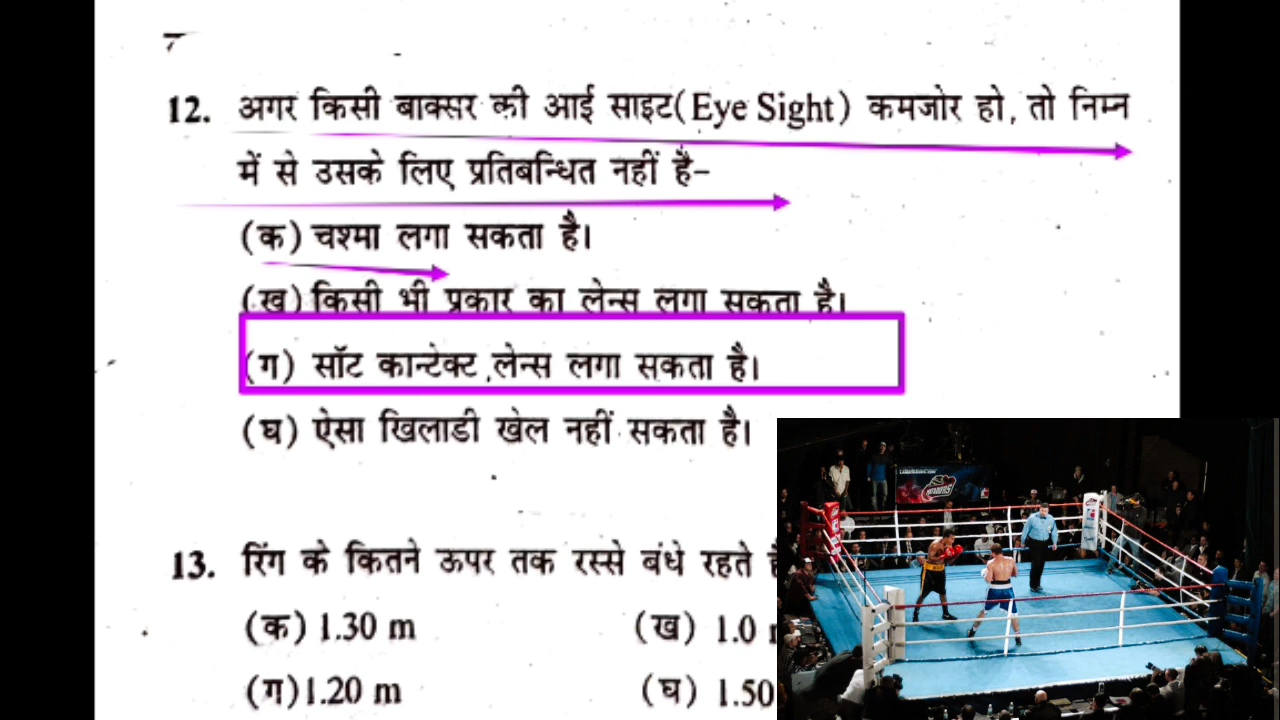 12. अगर किसी बाक्सर की आई साइट(Eye Sight) कमजोर हो, तो निम्न
में से उसके लिए प्रतिबन्धित नहीं है-
(क) चश्मा लगा सकता है।
(ख) किसी भी प्रकार का लेन्स लगा सकता है।
(ग) सॉट कान्टेक्ट लेन्स लगा सकता है।
(घ) ऐसा खिलाडी खेल नहीं सकता है।
13. रिंग के कितने ऊपर तक रस्से बंधे रहते
(क) 1.30 m (ख) 1.0
(ग) 1.20 m (घ) 1.50